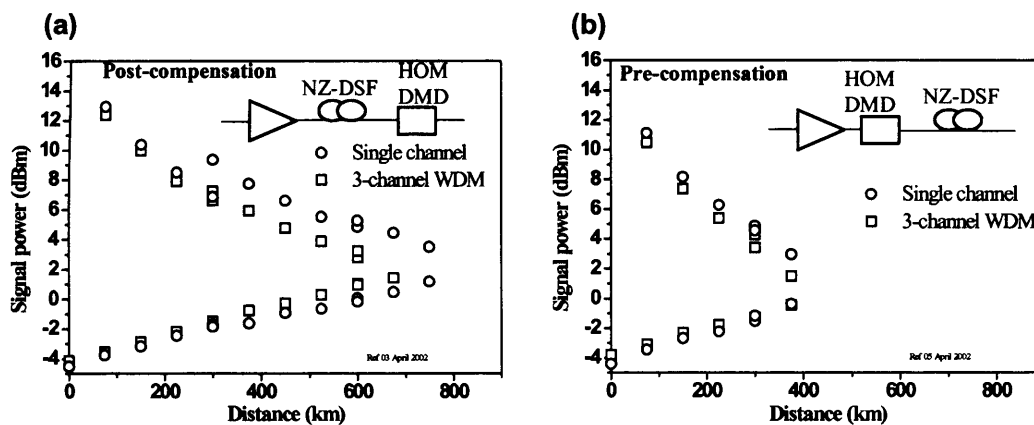 (a)
Post-compensation
NZ-DSF
HOM
DMD
Single channel
3-channel WDM
Signal power (dBm)
16
14
12
10
8
6
4
2
0
-2
-4
Ref 03 April 2002
0
200
400
600
800
Distance (km)
(b)
Pre-compensation
HOM
DMD
NZ-DSF
Single channel
3-channel WDM
Signal power (dBm)
16
14
12
10
8
6
4
2
0
-2
-4
Ref 05 April 2002
0
200
400
600
800
Distance (km)